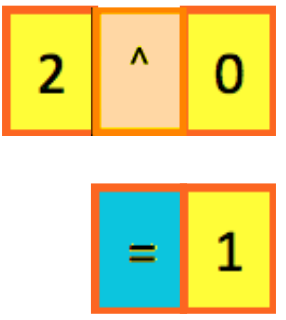 2 ^ 0
= 1